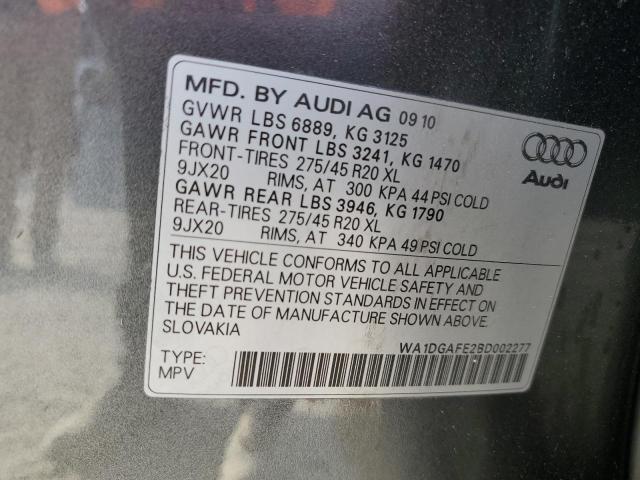 MFD. BY AUDI AG 09 10
GVWR LBS 6889, KG 3125
GAWR FRONT LBS 3241, KG 1470
FRONT-TIRES 275/45 R20 XL
9JX20 RIMS, AT 300 KPA 44 PSI COLD
GAWR REAR LBS 3946, KG 1790
REAR-TIRES 275/45 R20 XL
9JX20 RIMS, AT 340 KPA 49 PSI COLD
Audi
THIS VEHICLE CONFORMS TO ALL APPLICABLE
U.S. FEDERAL MOTOR VEHICLE SAFETY AND
THEFT PREVENTION STANDARDS IN EFFECT ON
THE DATE OF MANUFACTURE SHOWN ABOVE.
SLOVAKIA
WA1DGAFE2BD002277
TYPE:
MPV